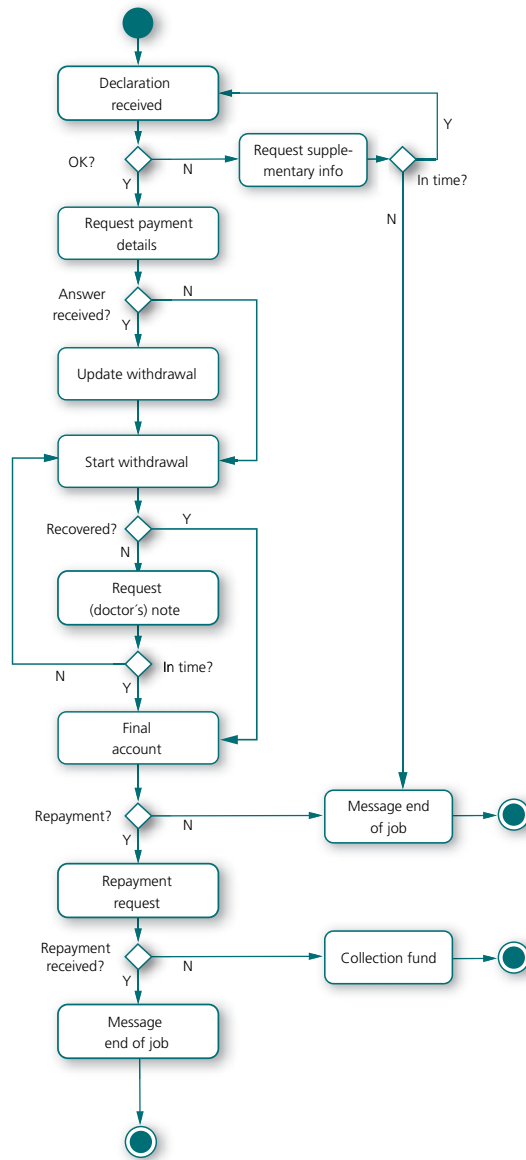 Declaration
received
Y
OK?
N
Request supple-
mentary info
In time?
Y
N
Request payment
details
Answer
received?
N
Y
Update withdrawal
Start withdrawal
Recovered?
Y
N
Request
(doctor´s) note
In time?
N
Y
Final
account
Repayment?
N
Y
Message end
of job
Repayment
request
Repayment
received?
N
Y
Collection fund
Message
end of job